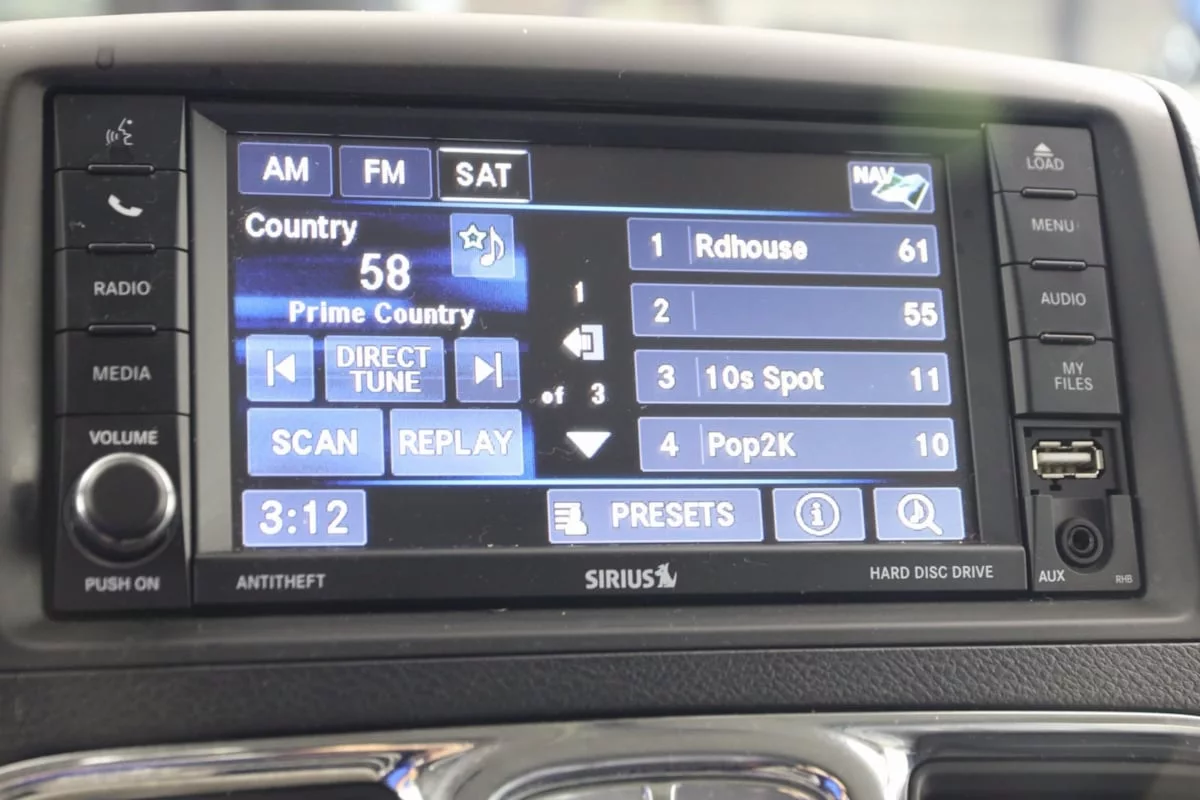 AM FM SAT NAV
Country
58
Prime Country
DIRECT
TUNE
SCAN REPLAY
3:12
1
of 3
1 Rdhouse 61
2 55
3 10s Spot 11
4 Pop2K 10
PRESETS i
RADIO
MEDIA
VOLUME
PUSH ON
LOAD
MENU
AUDIO
MY
FILES
AUX RHB
ANTITHEFT SIRIUS HARD DISC DRIVE